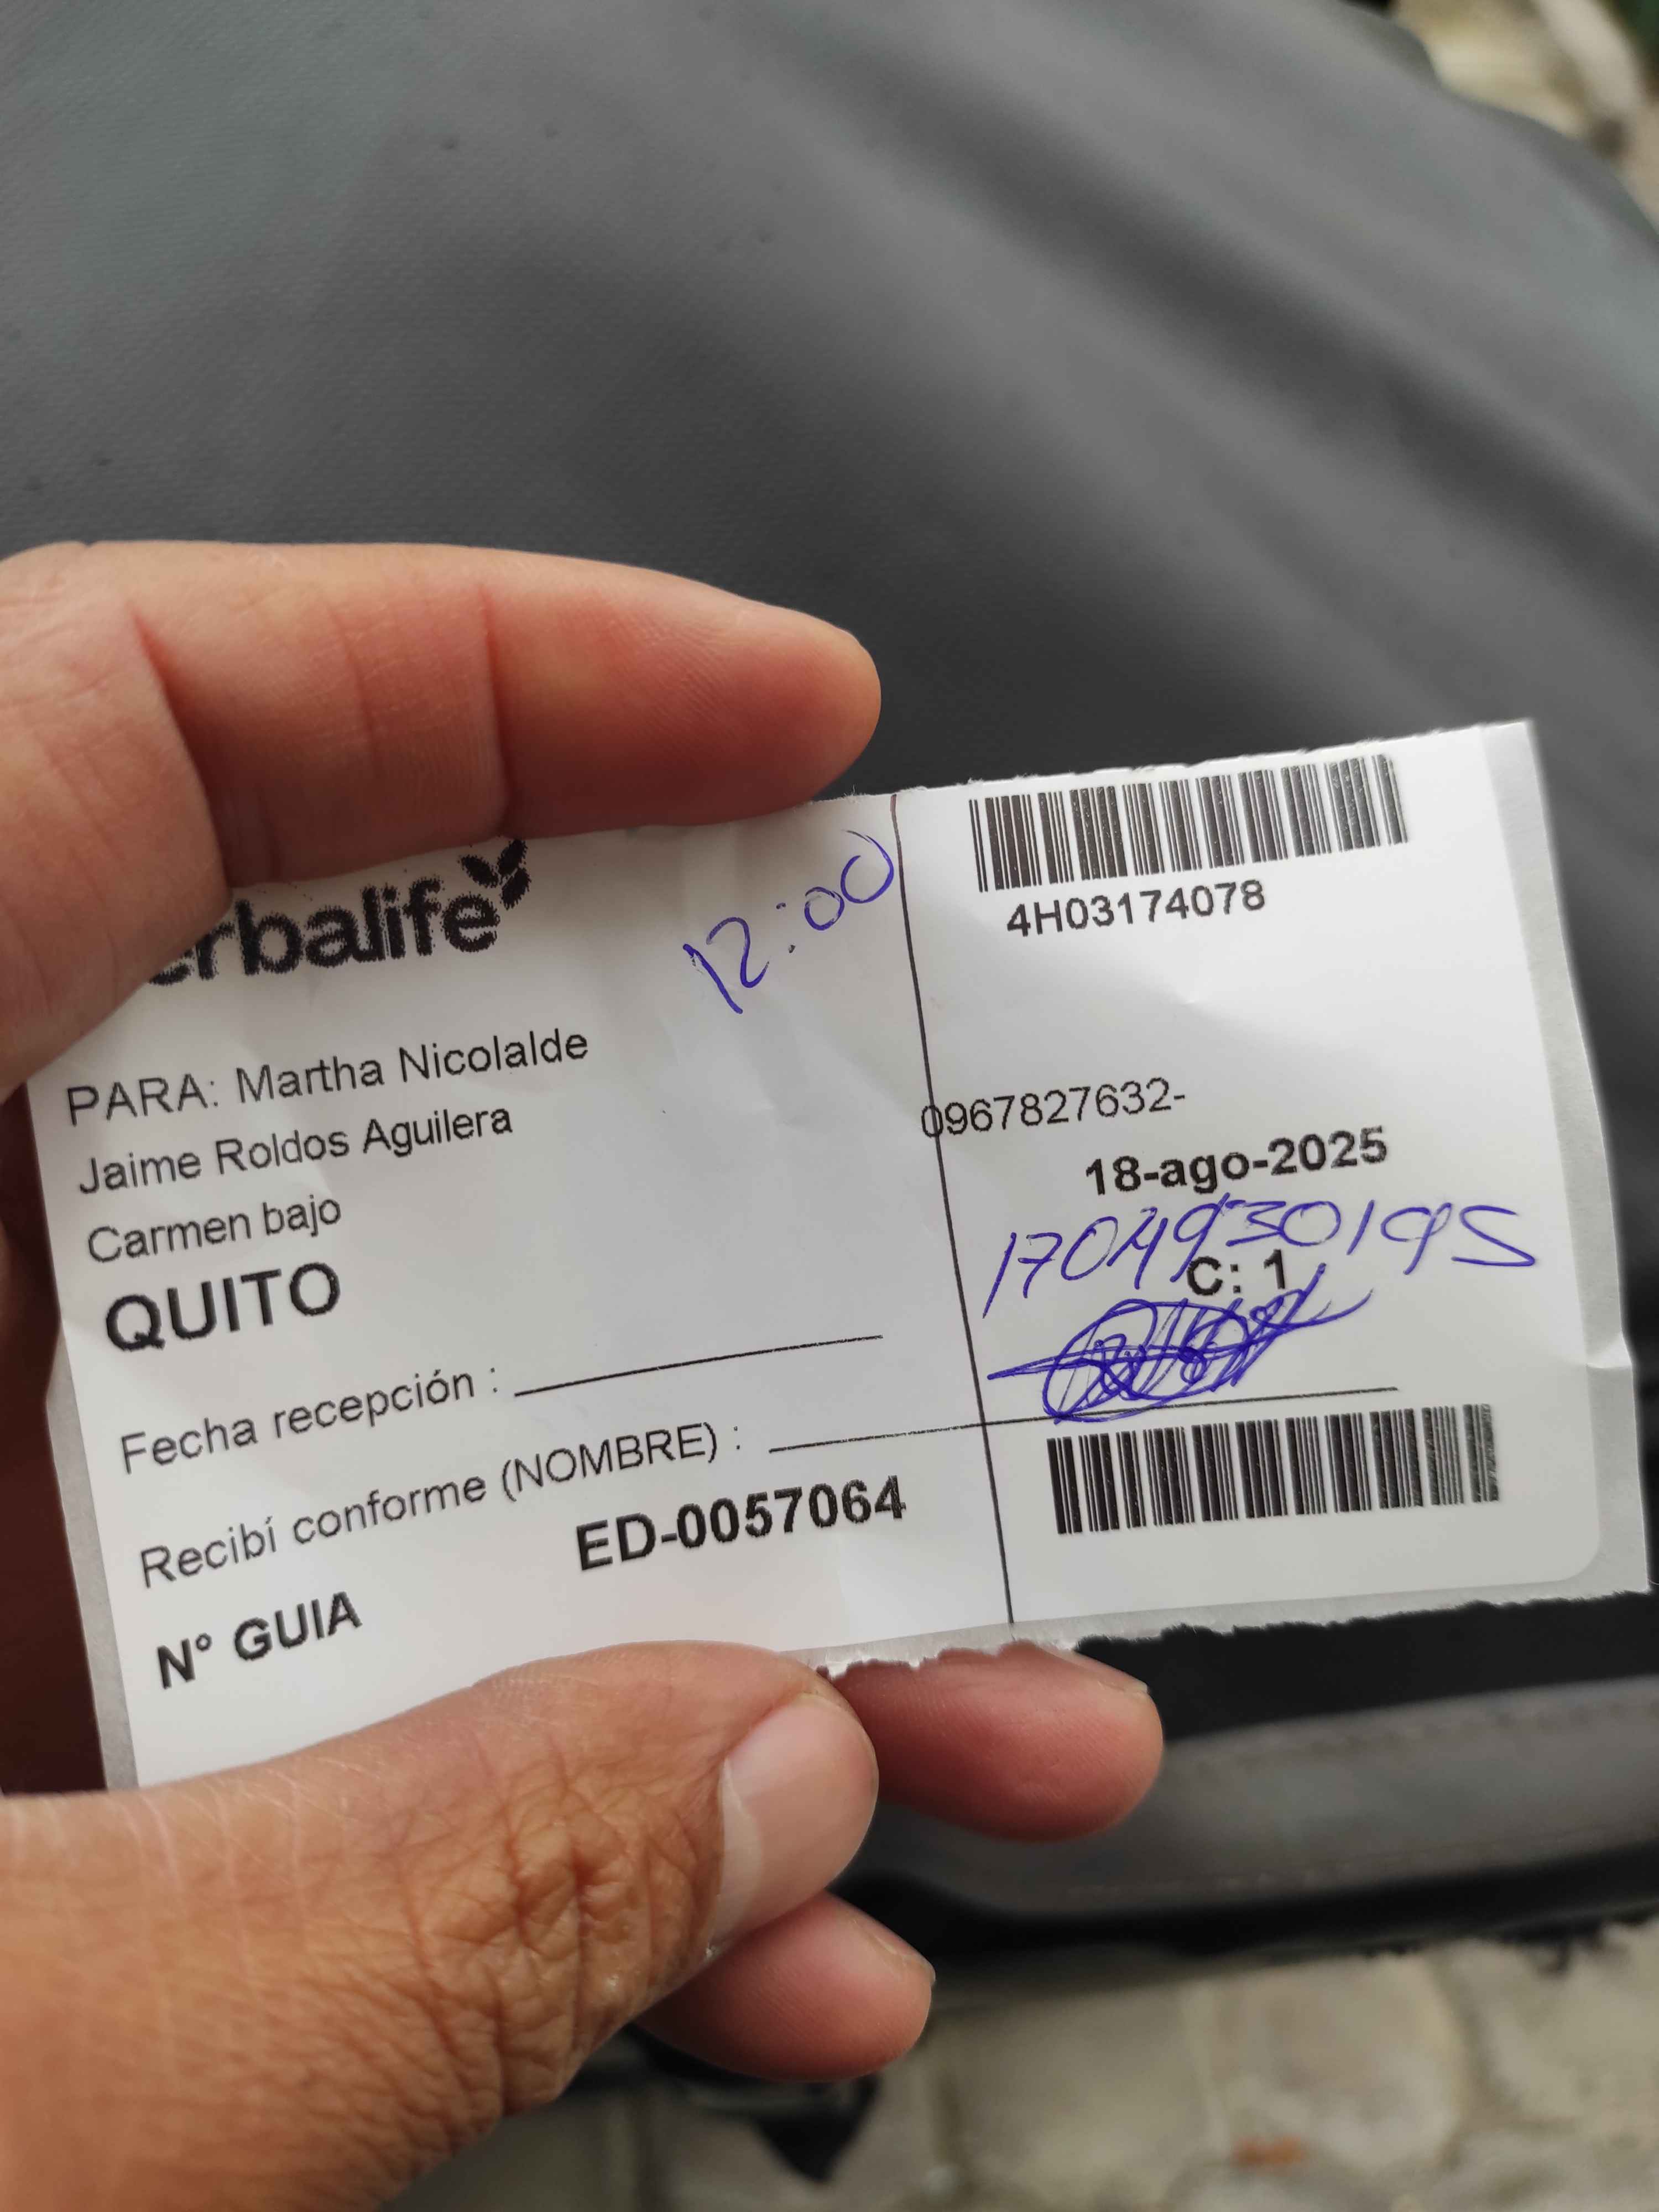 erbalife
12:00
PARA: Martha Nicolalde
Jaime Roldos Aguilera
Carmen bajo
QUITO
Fecha recepción :
Recibí conforme (NOMBRE) :
N° GUIA
ED-0057064
4H03174078
0967827632-
18-ago-2025
17049930195
C: 1